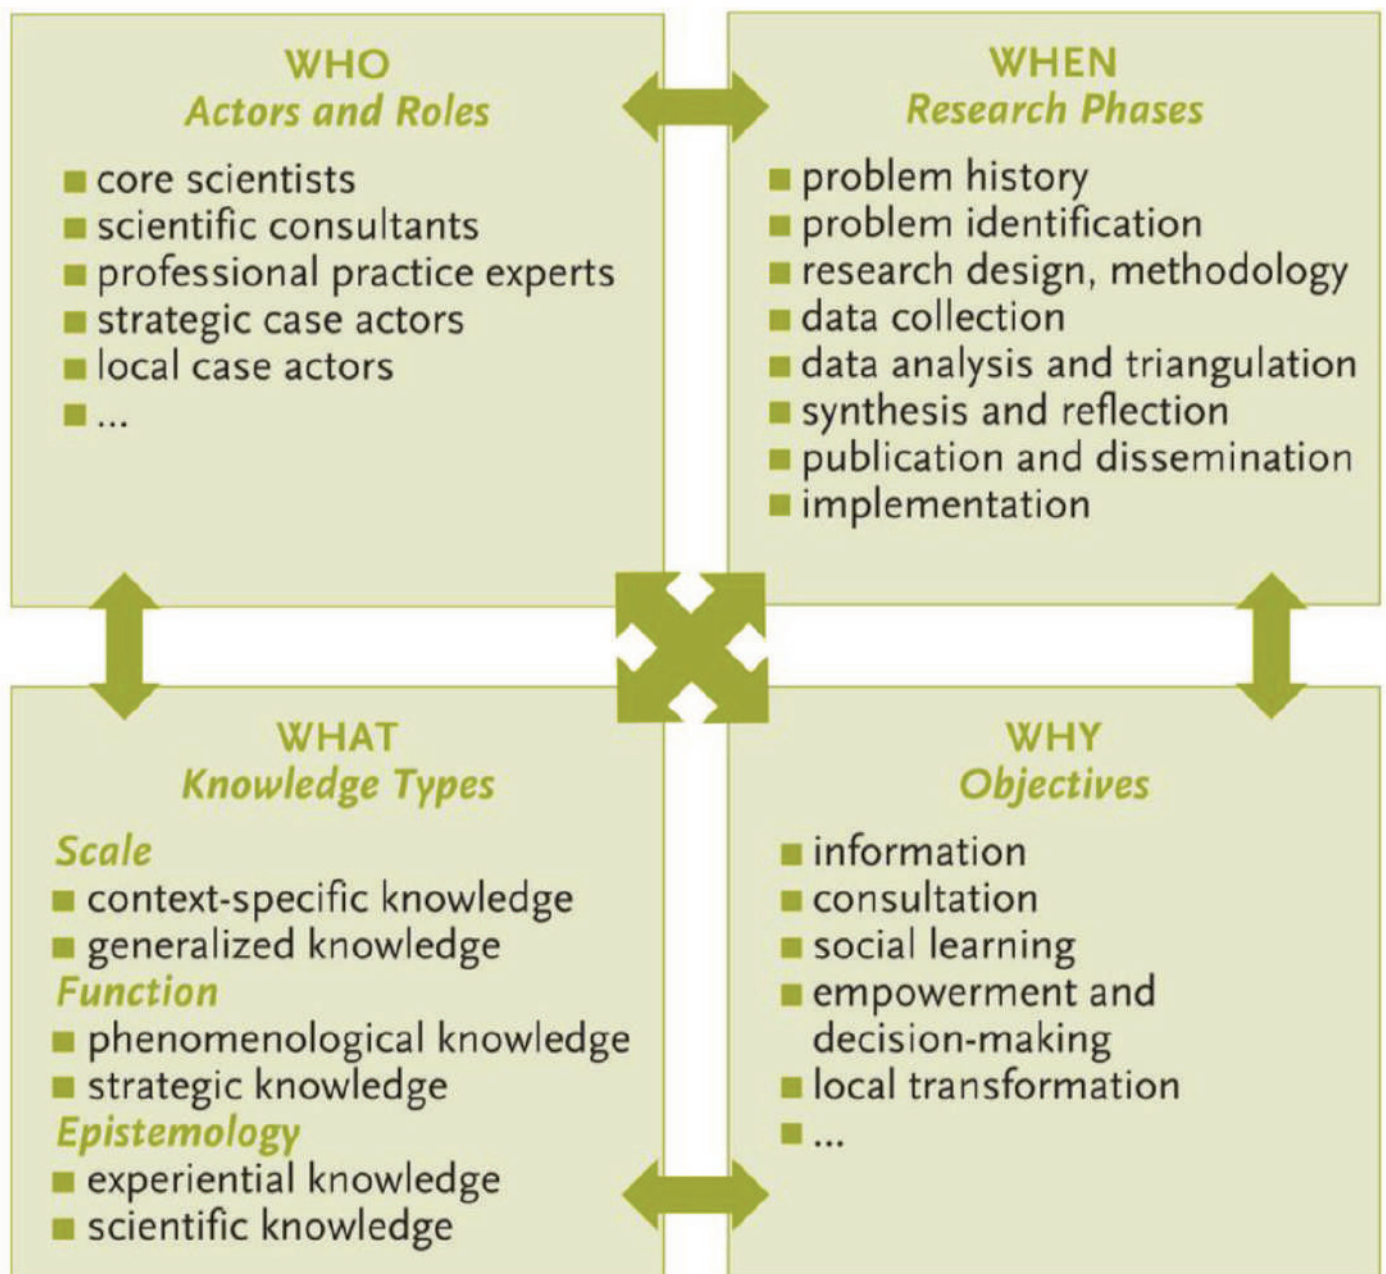 WHO
Actors and Roles
core scientists
scientific consultants
professional practice experts
strategic case actors
local case actors
...
WHEN
Research Phases
problem history
problem identification
research design, methodology
data collection
data analysis and triangulation
synthesis and reflection
publication and dissemination
implementation
WHAT
Knowledge Types
Scale
context-specific knowledge
generalized knowledge
Function
phenomenological knowledge
strategic knowledge
Epistemology
experiential knowledge
scientific knowledge
WHY
Objectives
information
consultation
social learning
empowerment and
decision-making
local transformation
...